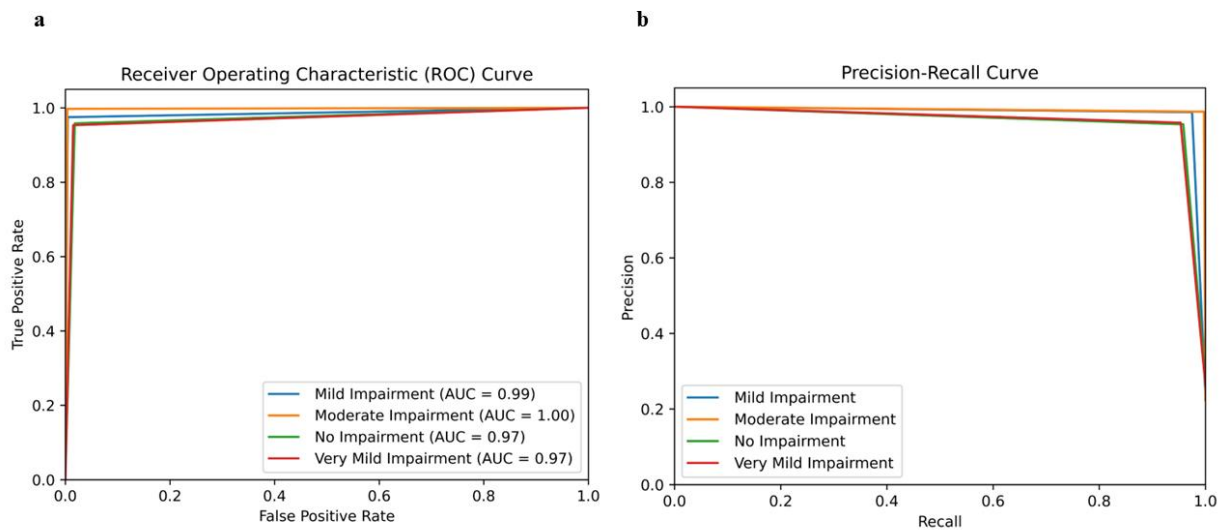 a
Receiver Operating Characteristic (ROC) Curve
1.0
0.8
0.6
0.4
0.2
0.0
True Positive Rate
Mild Impairment (AUC = 0.99)
Moderate Impairment (AUC = 1.00)
No Impairment (AUC = 0.97)
Very Mild Impairment (AUC = 0.97)
0.0 0.2 0.4 0.6 0.8 1.0
False Positive Rate
b
Precision-Recall Curve
1.0
0.8
0.6
0.4
0.2
0.0
Precision
Mild Impairment
Moderate Impairment
No Impairment
Very Mild Impairment
0.0 0.2 0.4 0.6 0.8 1.0
Recall